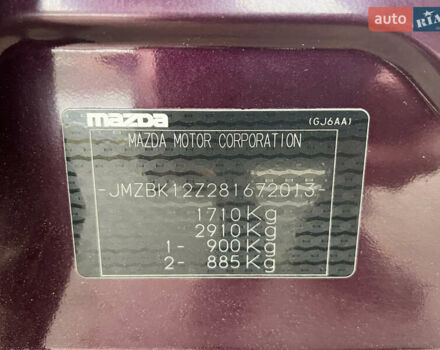 AUTO RIA
mazda
(GJ6AA)
MAZDA MOTOR CORPORATION
-JMZBK12Z281672013-
1710Kg
2910Kg
1- 900Kg
2- 885Kg